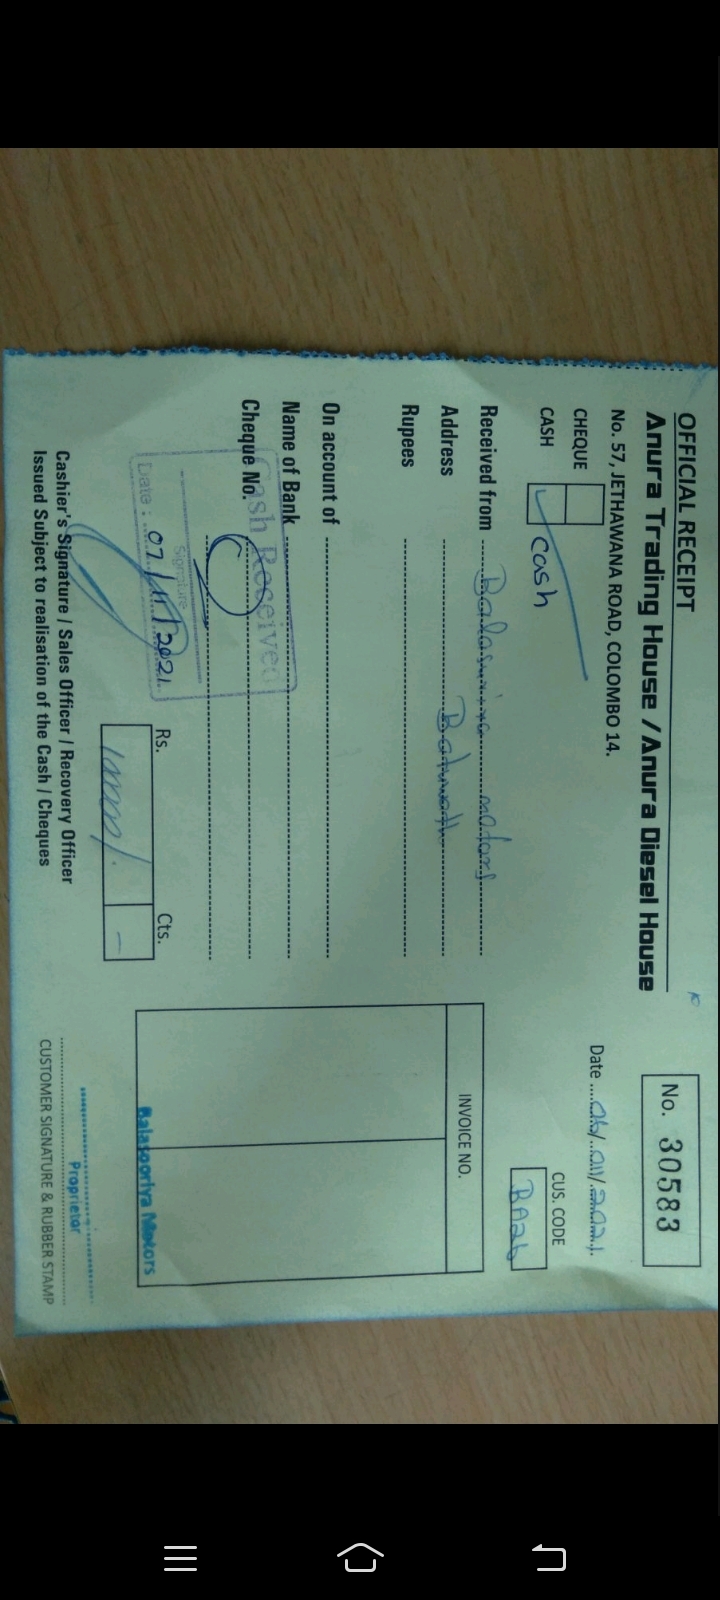 OFFICIAL RECEIPT
Anura Trading House / Anura Diesel House
No. 57, JETHAWANA ROAD, COLOMBO 14.
No. 30583
CHEQUE
CASH
Cash
Date
CUS. CODE
BA26
Received from motors
Address
Rupees
INVOICE NO.
On account of
Name of Bank
Cheque No.
Cash Received
Signature
Date : 07/11/2021
Rs. Cts.
Balasooriya Motors
Proprietor
Cashier's Signature / Sales Officer / Recovery Officer
Issued Subject to realisation of the Cash / Cheques
CUSTOMER SIGNATURE & RUBBER STAMP